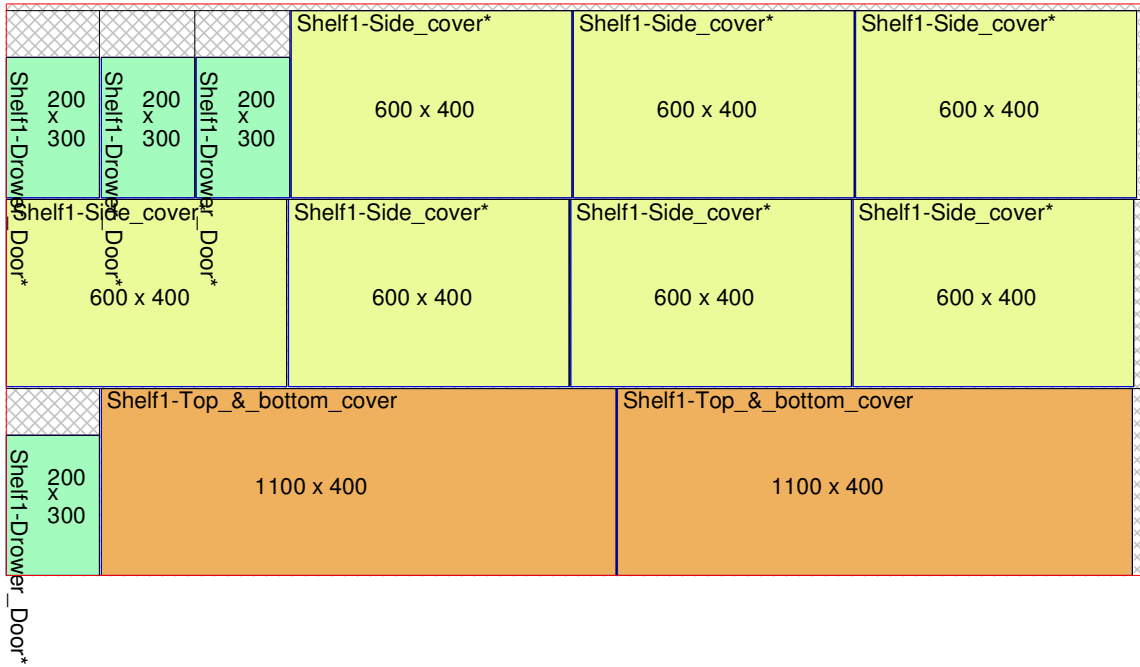 Shelf1-Side_cover*
Shelf1-Side_cover*
Shelf1-Side_cover*
Shelf1-Drower_Door*
200
x
300
Shelf1-Drower_Door*
200
x
300
Shelf1-Drower_Door*
200
x
300
600 x 400
600 x 400
600 x 400
Shelf1-Side_cover*
Shelf1-Side_cover*
Shelf1-Side_cover*
Shelf1-Side_cover*
600 x 400
600 x 400
600 x 400
600 x 400
Shelf1-Top_&_bottom_cover
Shelf1-Top_&_bottom_cover
Shelf1-Drower_Door*
200
x
300
1100 x 400
1100 x 400